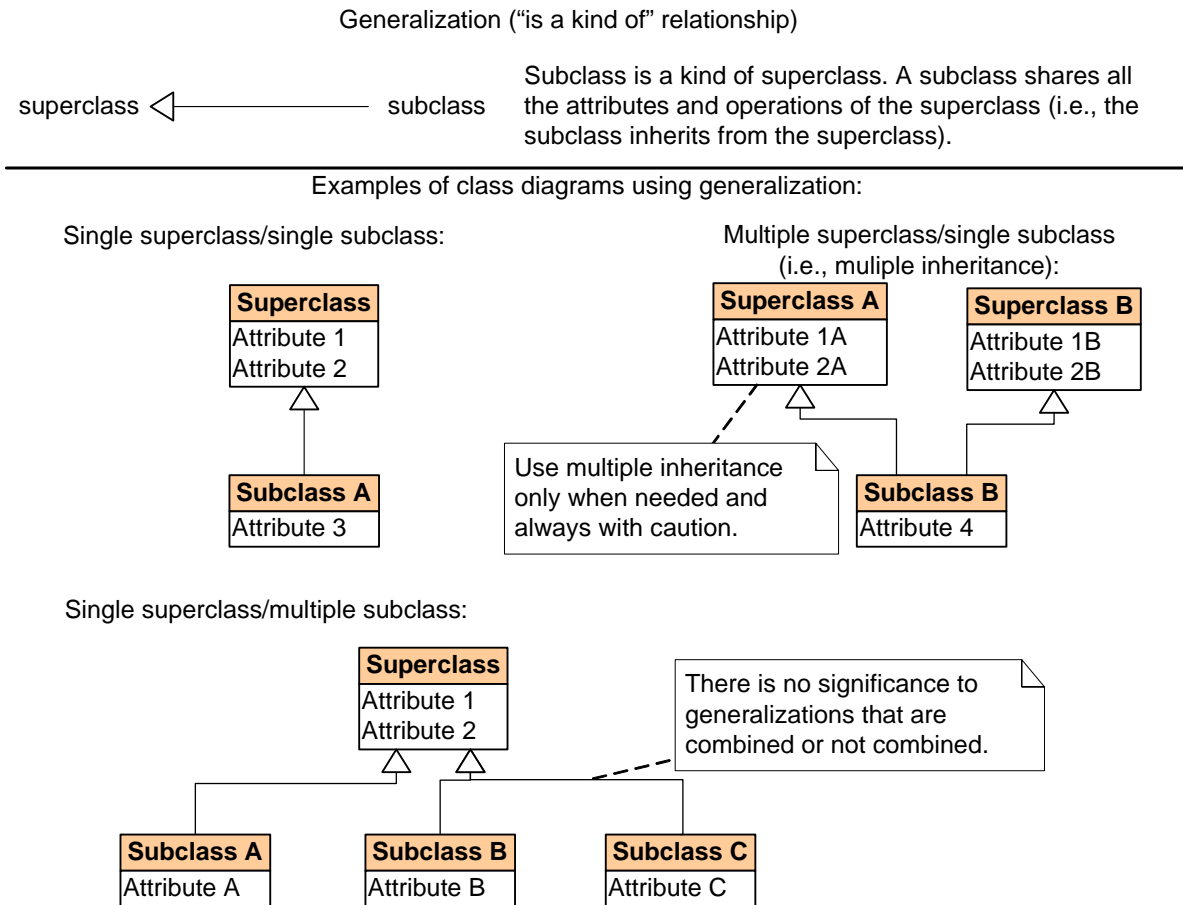 Generalization (“is a kind of” relationship)
superclass
subclass
Subclass is a kind of superclass. A subclass shares all
the attributes and operations of the superclass (i.e., the
subclass inherits from the superclass).
Examples of class diagrams using generalization:
Single superclass/single subclass:
Superclass
Attribute 1
Attribute 2
Subclass A
Attribute 3
Multiple superclass/single subclass
(i.e., muliple inheritance):
Superclass A
Attribute 1A
Attribute 2A
Superclass B
Attribute 1B
Attribute 2B
Use multiple inheritance
only when needed and
always with caution.
Subclass B
Attribute 4
Single superclass/multiple subclass:
Superclass
Attribute 1
Attribute 2
There is no significance to
generalizations that are
combined or not combined.
Subclass A
Attribute A
Subclass B
Attribute B
Subclass C
Attribute C